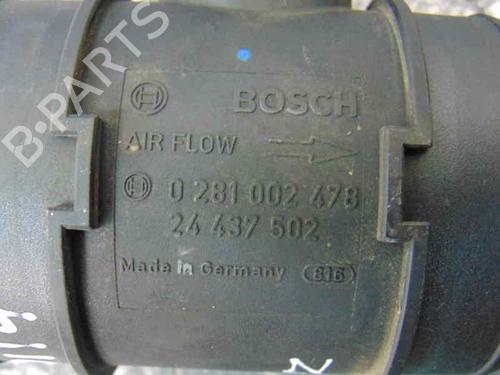 B-PARTS
BOSCH
AIR FLOW
0 281 002 478
24 437 502
Made in Germany 616